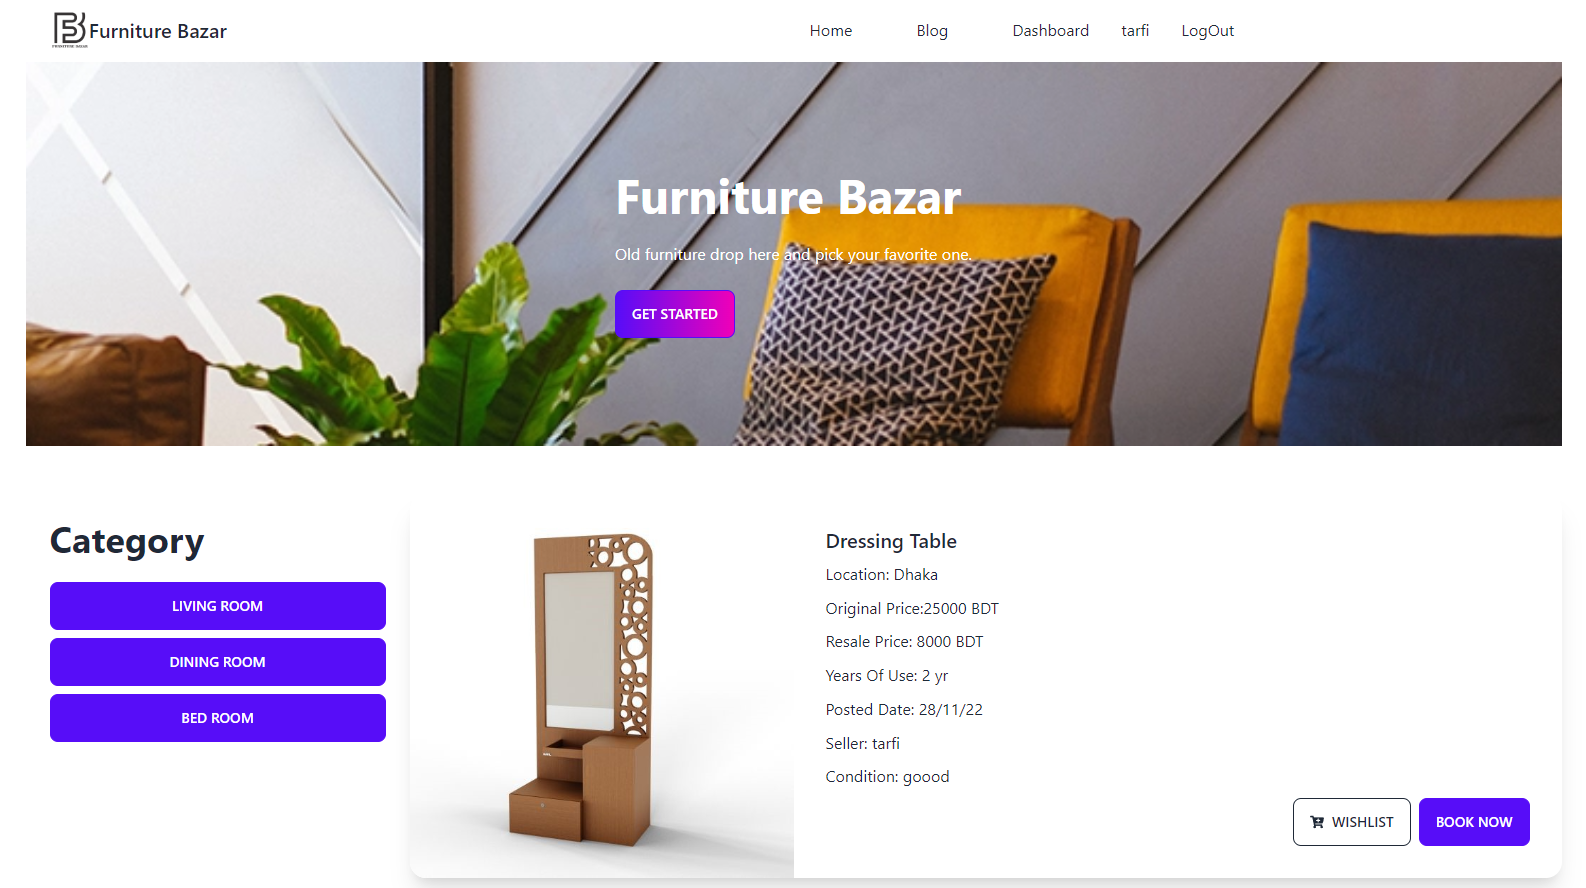 Furniture Bazar
Home Blog Dashboard tarfi LogOut
Furniture Bazar
Old furniture drop here and pick your favorite one.
GET STARTED
Category
LIVING ROOM
DINING ROOM
BED ROOM
Dressing Table
Location: Dhaka
Original Price:25000 BDT
Resale Price: 8000 BDT
Years Of Use: 2 yr
Posted Date: 28/11/22
Seller: tarfi
Condition: goood
WISHLIST
BOOK NOW